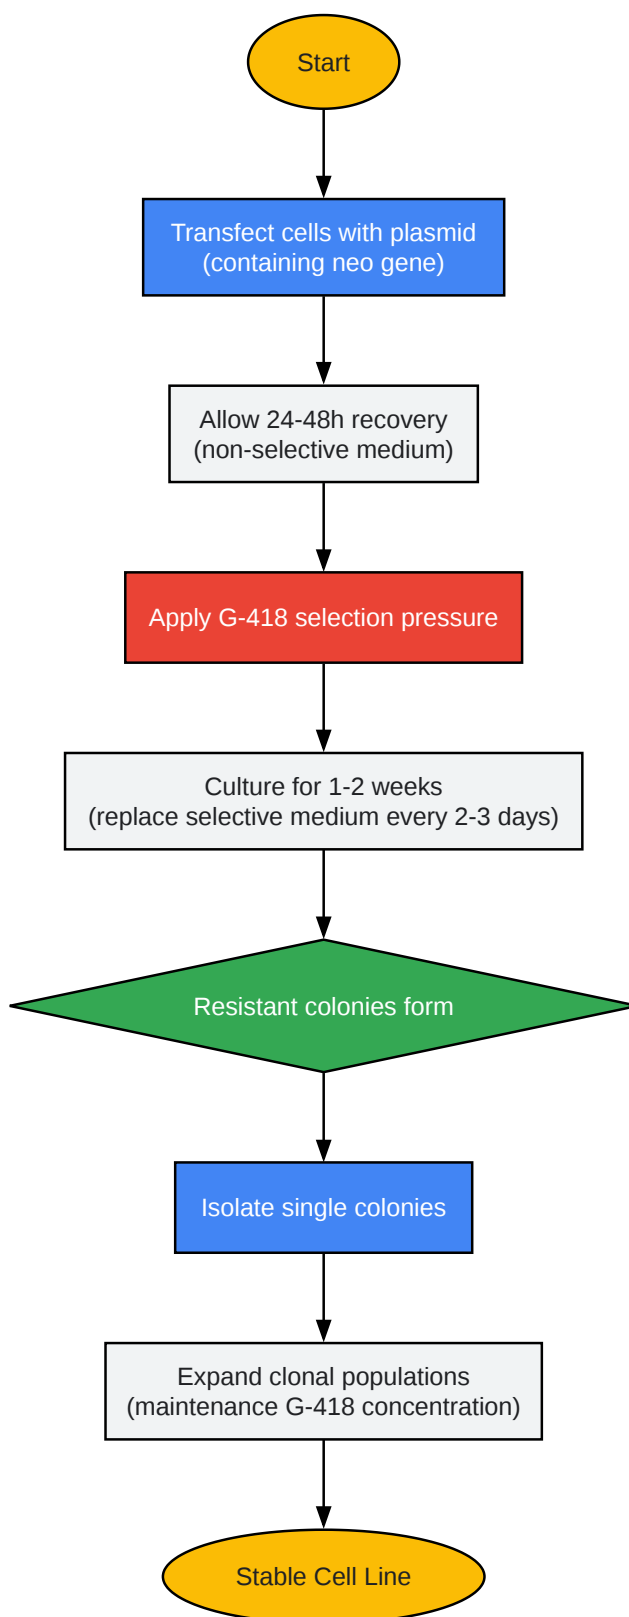 Start
Transfect cells with plasmid
(containing neo gene)
Allow 24-48h recovery
(non-selective medium)
Apply G-418 selection pressure
Culture for 1-2 weeks
(replace selective medium every 2-3 days)
Resistant colonies form
Isolate single colonies
Expand clonal populations
(maintenance G-418 concentration)
Stable Cell Line